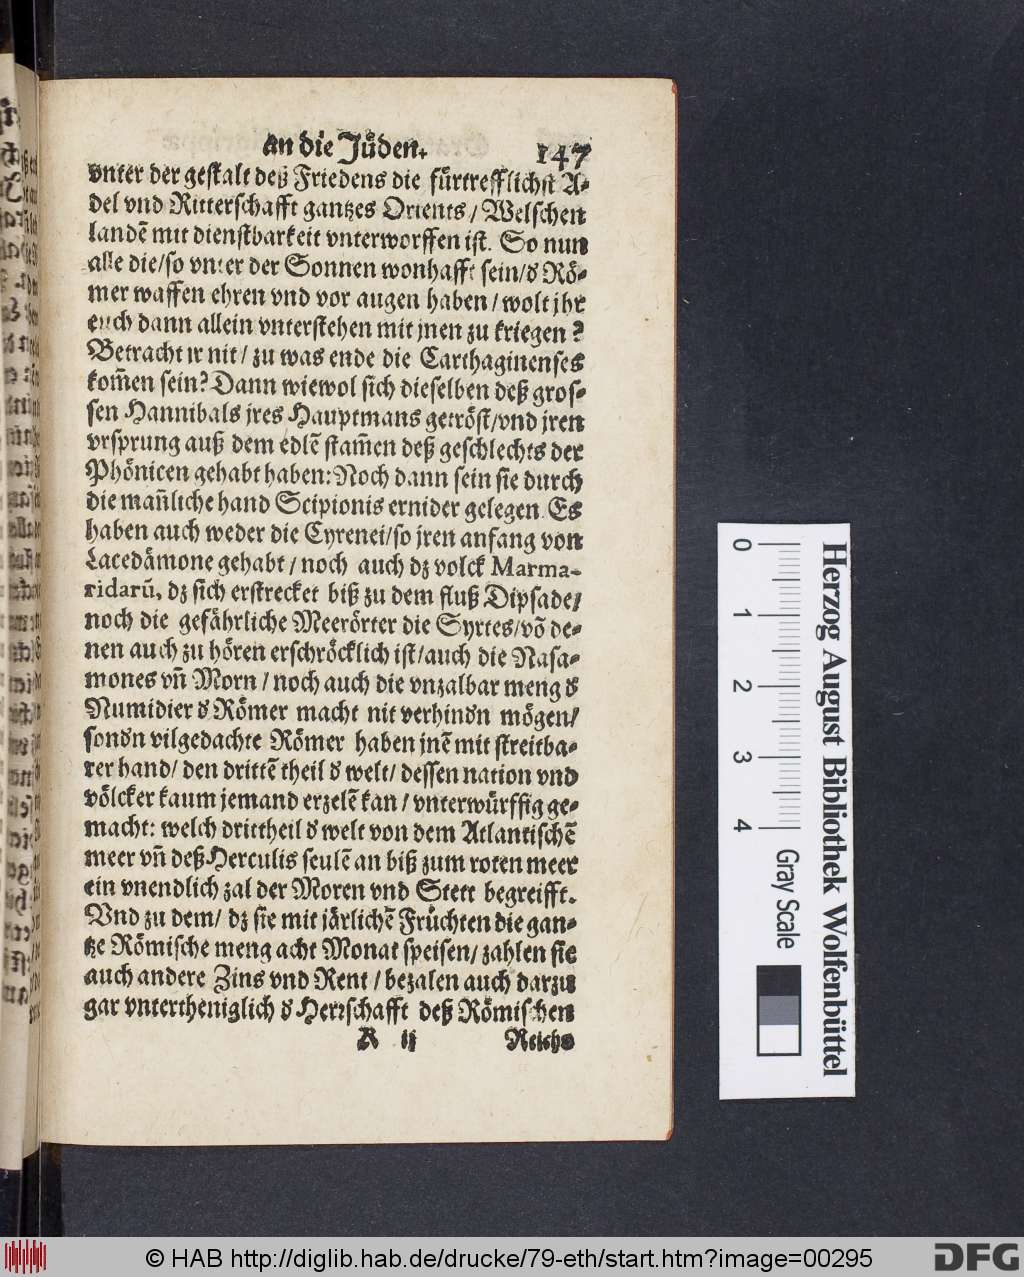 an die Jüden. 147
vnter der gestalt deß Friedens die fürtrefflichst A-
del vnd Ritterschafft gantzes Orients / Welschen
landē mit dienstbarkeit vnterworffen ist. So nun
alle die/so vnter der Sonnen wonhafft sein/d Rö-
mer waffen ehren vnd vor augen haben / wolt jhr
euch dann allein vnterstehen mit jnen zu kriegen?
Betracht ir nit / zu was ende die Carthaginenses
kom̄en sein? Dann wiewol sich dieselben deß gros-
sen Hannibals jres Hauptmans getröst/vnd jren
vrsprung auß dem edlē stam̄en deß geschlechts der
Phönicen gehabt haben: Noch dann sein sie durch
die man̄liche hand Scipionis ernider gelegen. Es
haben auch weder die Cyrenei/so jren anfang von
Lacedämone gehabt / noch auch dz volck Marma-
ridarū, dz sich erstrecket biß zu dem fluß Dipsade/
noch die gefährliche Meerörter die Syrtes/vō de-
nen auch zu hören erschröcklich ist/auch die Nasa-
mones vn̄ Morn / noch auch die vnzalbar meng d
Numidier d Römer macht nit verhindn mögen/
sondn vilgedachte Römer haben jnē mit streitba-
rer hand/ den drittē theil d welt/ dessen nation vnd
völcker kaum jemand erzelē kan / vnterwürffig ge-
macht: welch drittheil d welt von dem Atlantischē
meer vn̄ deß Herculis seulē an biß zum roten meer
ein vnendlich zal der Moren vnd Stett begreifft.
Vnd zu dem/ dz sie mit järlichē Früchten die gan-
tze Römische meng acht Monat speisen/ zahlen sie
auch andere Zins vnd Rent / bezalen auch darzu
gar vntertheniglich d Herrschafft deß Römischen
R ij Reichs
Herzog August Bibliothek Wolfenbüttel
0 1 2 3 4
Gray Scale
© HAB http://diglib.hab.de/drucke/79-eth/start.htm?image=00295
DFG